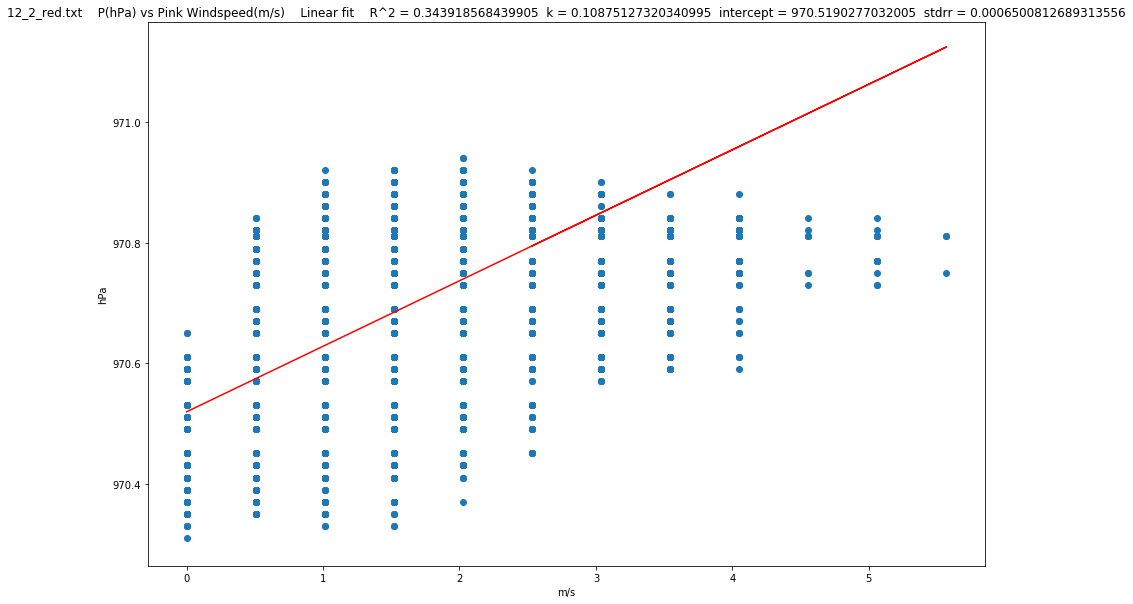 12_2_red.txt    P(hPa) vs Pink Windspeed(m/s)    Linear fit    R^2 = 0.343918568439905  k = 0.10875127320340995  intercept = 970.5190277032005  stdrr = 0.0006500812689313556
971.0
970.8
hPa
970.6
970.4
0 1 2 3 4 5
m/s